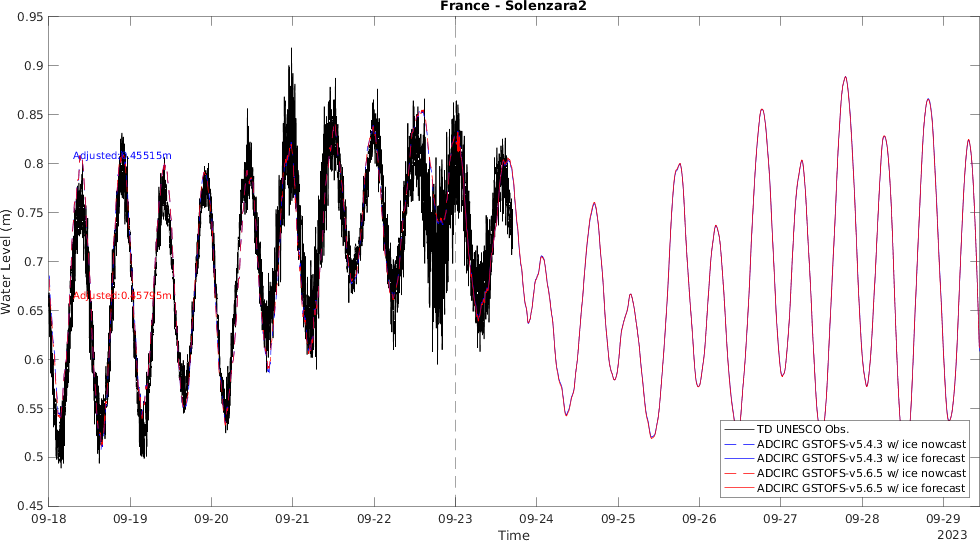 France - Solenzara2
0.95
0.9
0.85
0.8
0.75
0.7
0.65
0.6
0.55
0.5
0.45
Water Level (m)
Adjusted:0.45515m
Adjusted:0.45795m
TD UNESCO Obs.
ADCIRC GSTOFS-v5.4.3 w/ ice nowcast
ADCIRC GSTOFS-v5.4.3 w/ ice forecast
ADCIRC GSTOFS-v5.6.5 w/ ice nowcast
ADCIRC GSTOFS-v5.6.5 w/ ice forecast
09-18 09-19 09-20 09-21 09-22 09-23 09-24 09-25 09-26 09-27 09-28 09-29
Time
2023